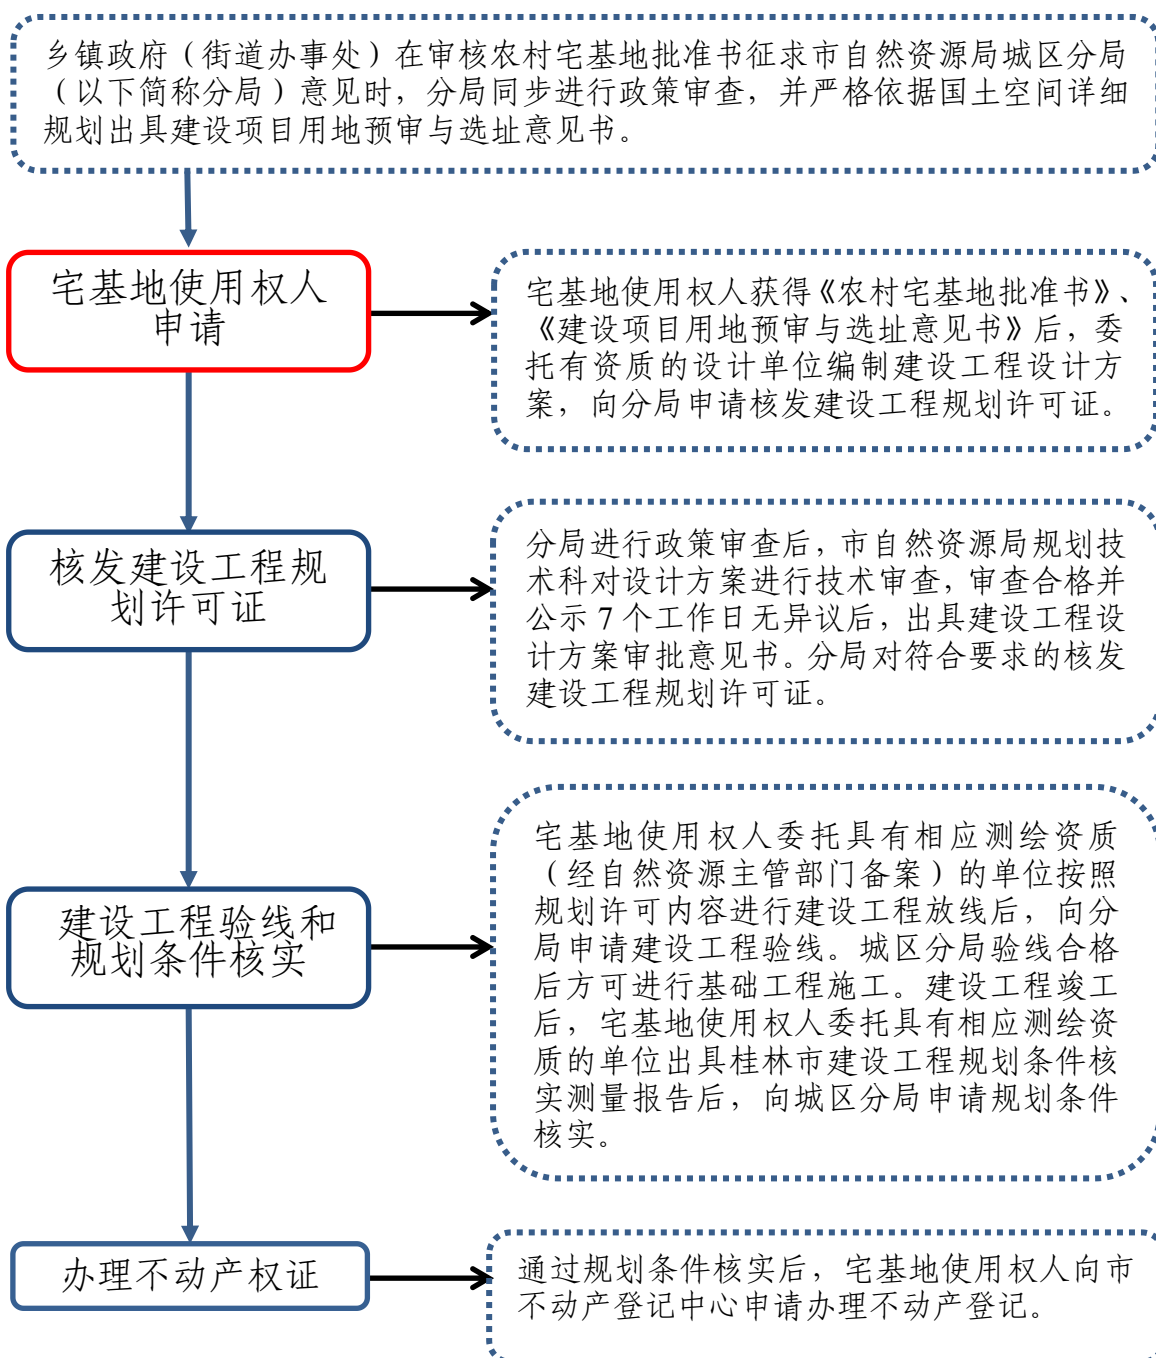 乡镇政府（街道办事处）在审核农村宅基地批准书征求市自然资源局城区分局
（以下简称分局）意见时，分局同步进行政策审查，并严格依据国土空间详细
规划出具建设项目用地预审与选址意见书。
宅基地使用权人
申请
宅基地使用权人获得《农村宅基地批准书》、
《建设项目用地预审与选址意见书》后，委
托有资质的设计单位编制建设工程设计方
案，向分局申请核发建设工程规划许可证。
核发建设工程规
划许可证
分局进行政策审查后，市自然资源局规划技
术科对设计方案进行技术审查，审查合格并
公示 7 个工作日无异议后，出具建设工程设
计方案审批意见书。分局对符合要求的核发
建设工程规划许可证。
建设工程验线和
规划条件核实
宅基地使用权人委托具有相应测绘资质
（经自然资源主管部门备案）的单位按照
规划许可内容进行建设工程放线后，向分
局申请建设工程验线。城区分局验线合格
后方可进行基础工程施工。建设工程竣工
后，宅基地使用权人委托具有相应测绘资
质的单位出具桂林市建设工程规划条件核
实测量报告后，向城区分局申请规划条件
核实。
办理不动产权证
通过规划条件核实后，宅基地使用权人向市
不动产登记中心申请办理不动产登记。